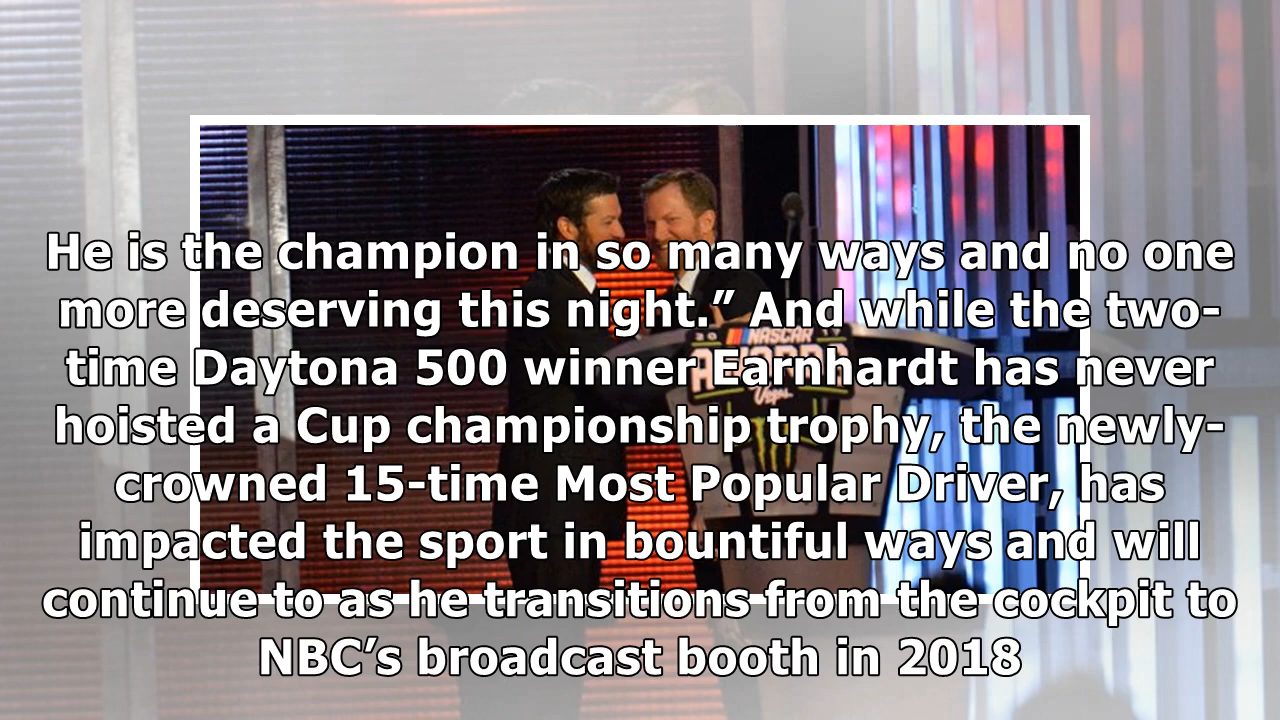 He is the champion in so many ways and no one
more deserving this night.” And while the two-
time Daytona 500 winner Earnhardt has never
hoisted a Cup championship trophy, the newly-
crowned 15-time Most Popular Driver, has
impacted the sport in bountiful ways and will
continue to as he transitions from the cockpit to
NBC’s broadcast booth in 2018
NASCAR
Vegas